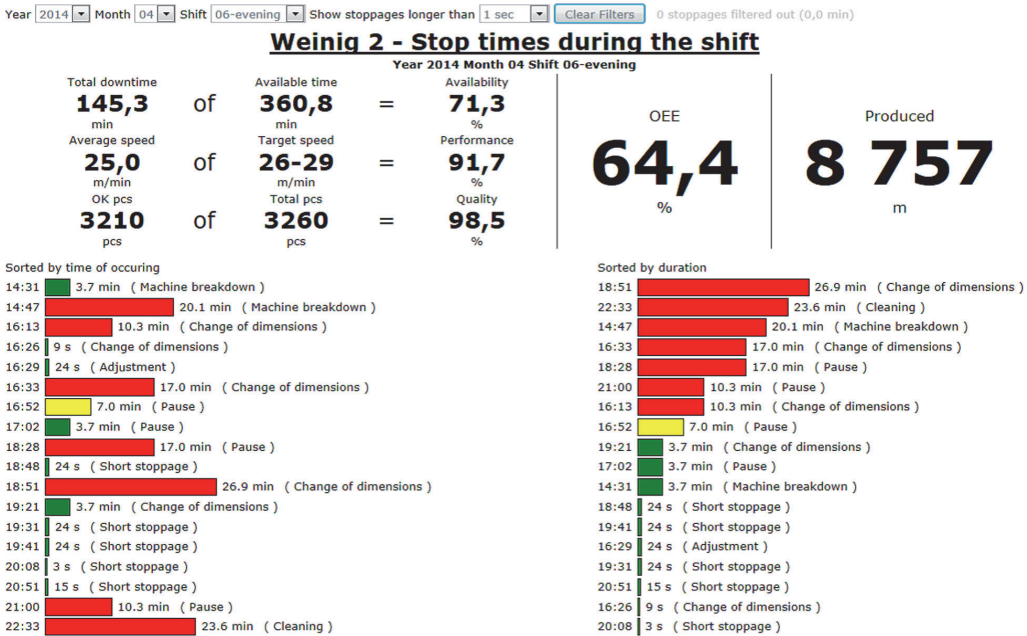 Year 2014 Month 04 Shift 06-evening Show stoppages longer than 1 sec Clear Filters 0 stoppages filtered out (0,0 min)
Weinig 2 - Stop times during the shift
Year 2014 Month 04 Shift 06-evening
Total downtime Available time Availability
145,3 of 360,8 = 71,3
min min %
Average speed Target speed Performance
25,0 of 26-29 = 91,7
m/min m/min %
OK pcs Total pcs Quality
3210 of 3260 = 98,5
pcs pcs %
OEE
64,4
%
Produced
8 757
m
Sorted by time of occuring
14:31 3.7 min ( Machine breakdown )
14:47 20.1 min ( Machine breakdown )
16:13 10.3 min ( Change of dimensions )
16:26 9 s ( Change of dimensions )
16:29 24 s ( Adjustment )
16:33 17.0 min ( Change of dimensions )
16:52 7.0 min ( Pause )
17:02 3.7 min ( Pause )
18:28 17.0 min ( Pause )
18:48 24 s ( Short stoppage )
18:51 26.9 min ( Change of dimensions )
19:21 3.7 min ( Change of dimensions )
19:31 24 s ( Short stoppage )
19:41 24 s ( Short stoppage )
20:08 3 s ( Short stoppage )
20:51 15 s ( Short stoppage )
21:00 10.3 min ( Pause )
22:33 23.6 min ( Cleaning )
Sorted by duration
18:51 26.9 min ( Change of dimensions )
22:33 23.6 min ( Cleaning )
14:47 20.1 min ( Machine breakdown )
16:33 17.0 min ( Change of dimensions )
18:28 17.0 min ( Pause )
21:00 10.3 min ( Pause )
16:13 10.3 min ( Change of dimensions )
16:52 7.0 min ( Pause )
19:21 3.7 min ( Change of dimensions )
17:02 3.7 min ( Pause )
14:31 3.7 min ( Machine breakdown )
18:48 24 s ( Short stoppage )
19:41 24 s ( Short stoppage )
16:29 24 s ( Adjustment )
19:31 24 s ( Short stoppage )
20:51 15 s ( Short stoppage )
16:26 9 s ( Change of dimensions )
20:08 3 s ( Short stoppage )